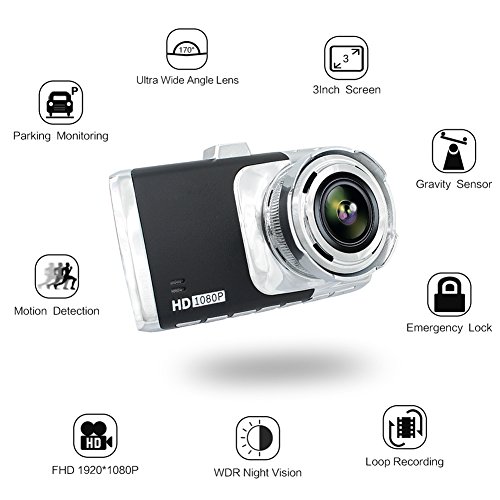 170°
Ultra Wide Angle Lens
3
3Inch Screen
P
Parking Monitoring
Gravity Sensor
HD 1080P
Motion Detection
Emergency Lock
HD
FHD 1920*1080P
WDR Night Vision
Loop Recording